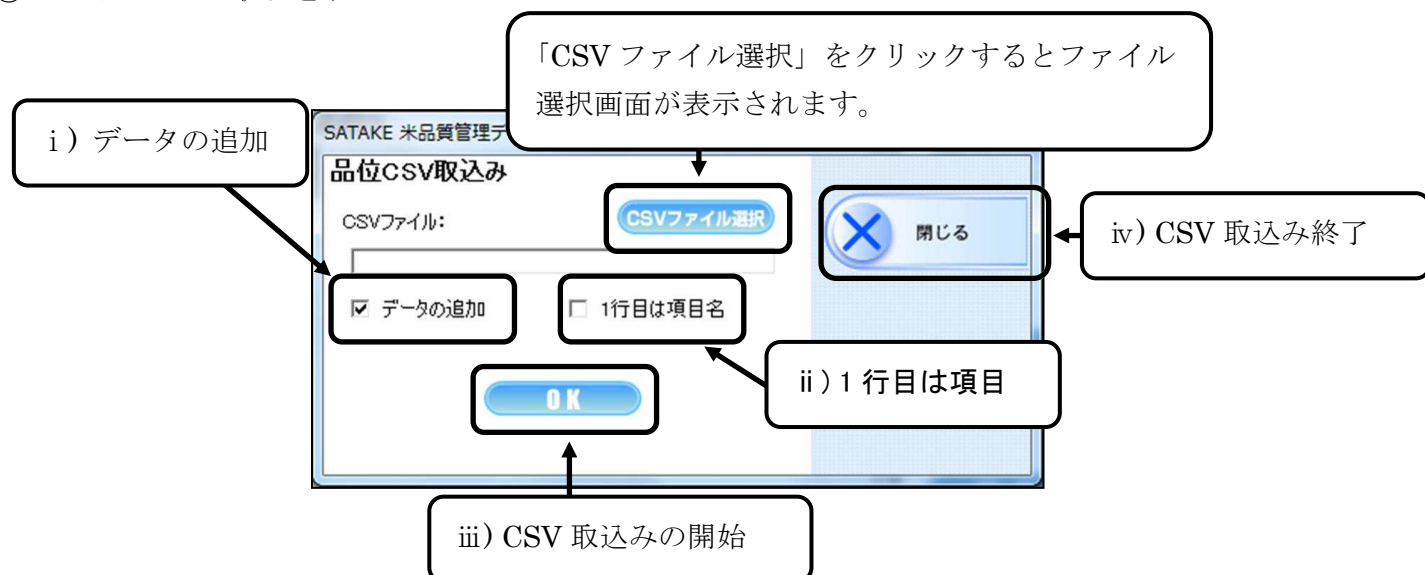 「CSV ファイル選択」をクリックするとファイル
選択画面が表示されます。
ⅰ) データの追加
SATAKE 米品質管理デ
品位CSV取込み
CSVファイル:
CSVファイル選択
閉じる
ⅳ) CSV 取込み終了
データの追加
1行目は項目名
ⅱ) 1 行目は項目
OK
ⅲ) CSV 取込みの開始